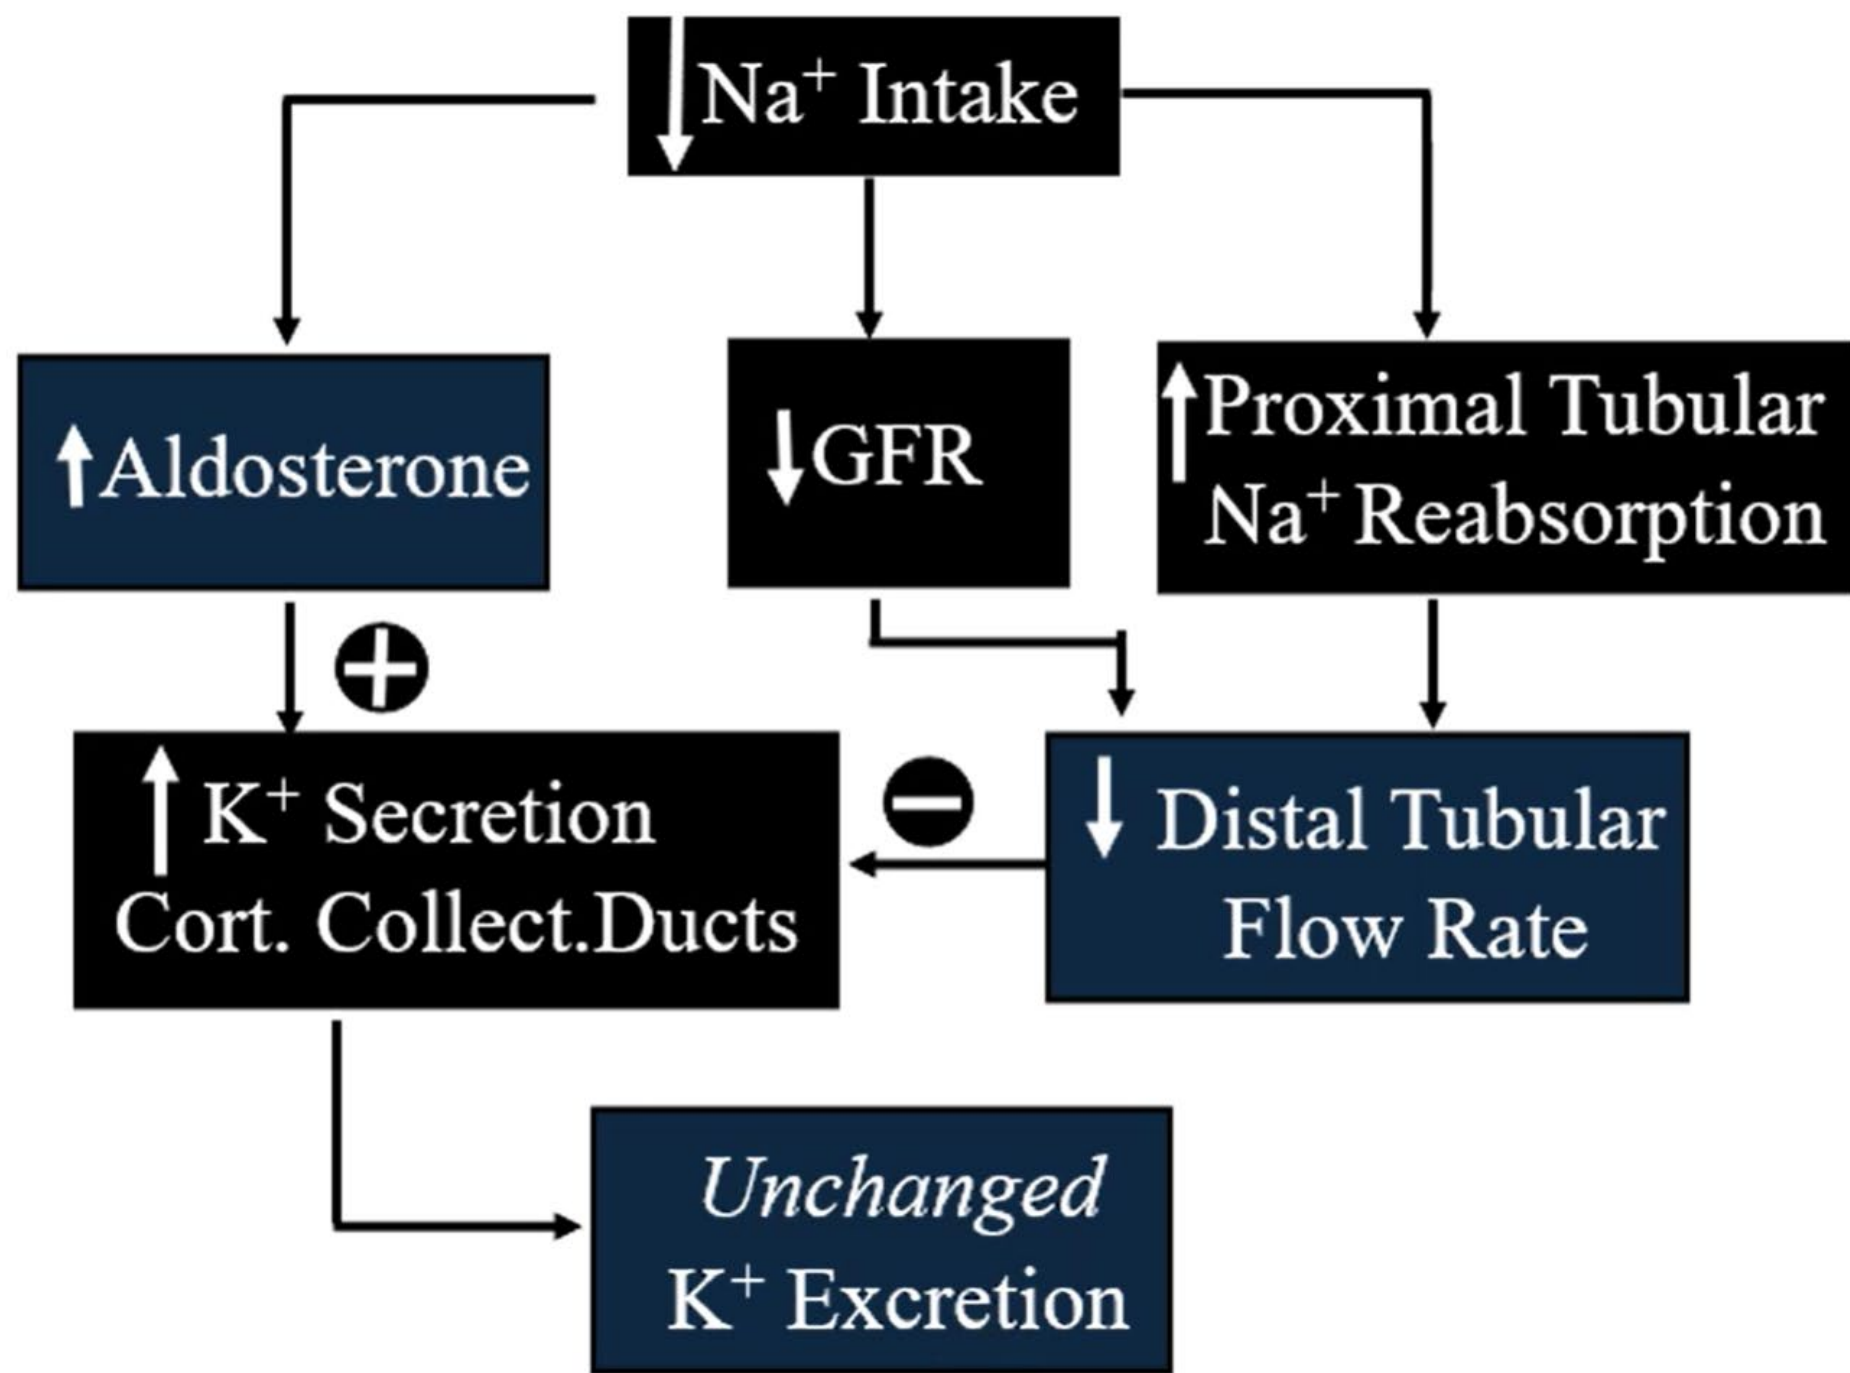 ↓ Na⁺ Intake
↑ Aldosterone
↓ GFR
↑ Proximal Tubular
Na⁺ Reabsorption
+
↑ K⁺ Secretion
Cort. Collect.Ducts
−
↓ Distal Tubular
Flow Rate
Unchanged
K⁺ Excretion